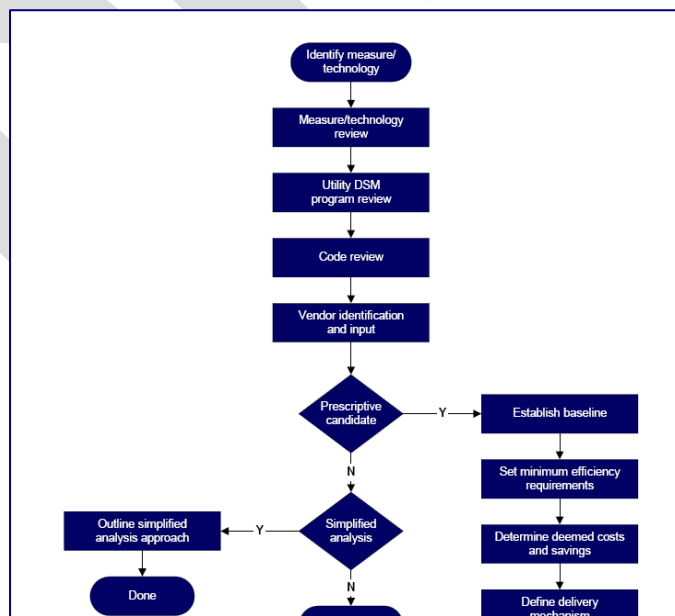 Identify measure/
technology
Measure/technology
review
Utility DSM
program review
Code review
Vendor identification
and input
Prescriptive
candidate
Y
Establish baseline
N
Set minimum efficiency
requirements
Outline simplified
analysis approach
Y
Simplified
analysis
Determine deemed costs
and savings
Done
N
Define delivery
mechanism